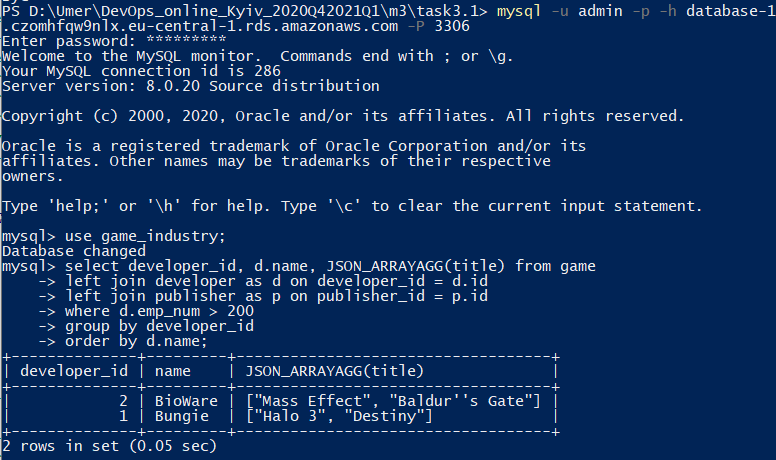 PS D:\Umer\DevOps_online_Kyiv_2020Q42021Q1\m3\task3.1> mysql -u admin -p -h database-1
.czomhfqw9nlx.eu-central-1.rds.amazonaws.com -P 3306
Enter password: *********
Welcome to the MySQL monitor.  Commands end with ; or \g.
Your MySQL connection id is 286
Server version: 8.0.20 Source distribution

Copyright (c) 2000, 2020, Oracle and/or its affiliates. All rights reserved.

Oracle is a registered trademark of Oracle Corporation and/or its
affiliates. Other names may be trademarks of their respective
owners.

Type 'help;' or '\h' for help. Type '\c' to clear the current input statement.

mysql> use game_industry;
Database changed
mysql> select developer_id, d.name, JSON_ARRAYAGG(title) from game
    -> left join developer as d on developer_id = d.id
    -> left join publisher as p on publisher_id = p.id
    -> where d.emp_num > 200
    -> group by developer_id
    -> order by d.name;
+--------------+---------+-----------------------------------+
| developer_id | name    | JSON_ARRAYAGG(title)              |
+--------------+---------+-----------------------------------+
|            2 | BioWare | ["Mass Effect", "Baldur''s Gate"] |
|            1 | Bungie  | ["Halo 3", "Destiny"]             |
+--------------+---------+-----------------------------------+
2 rows in set (0.05 sec)